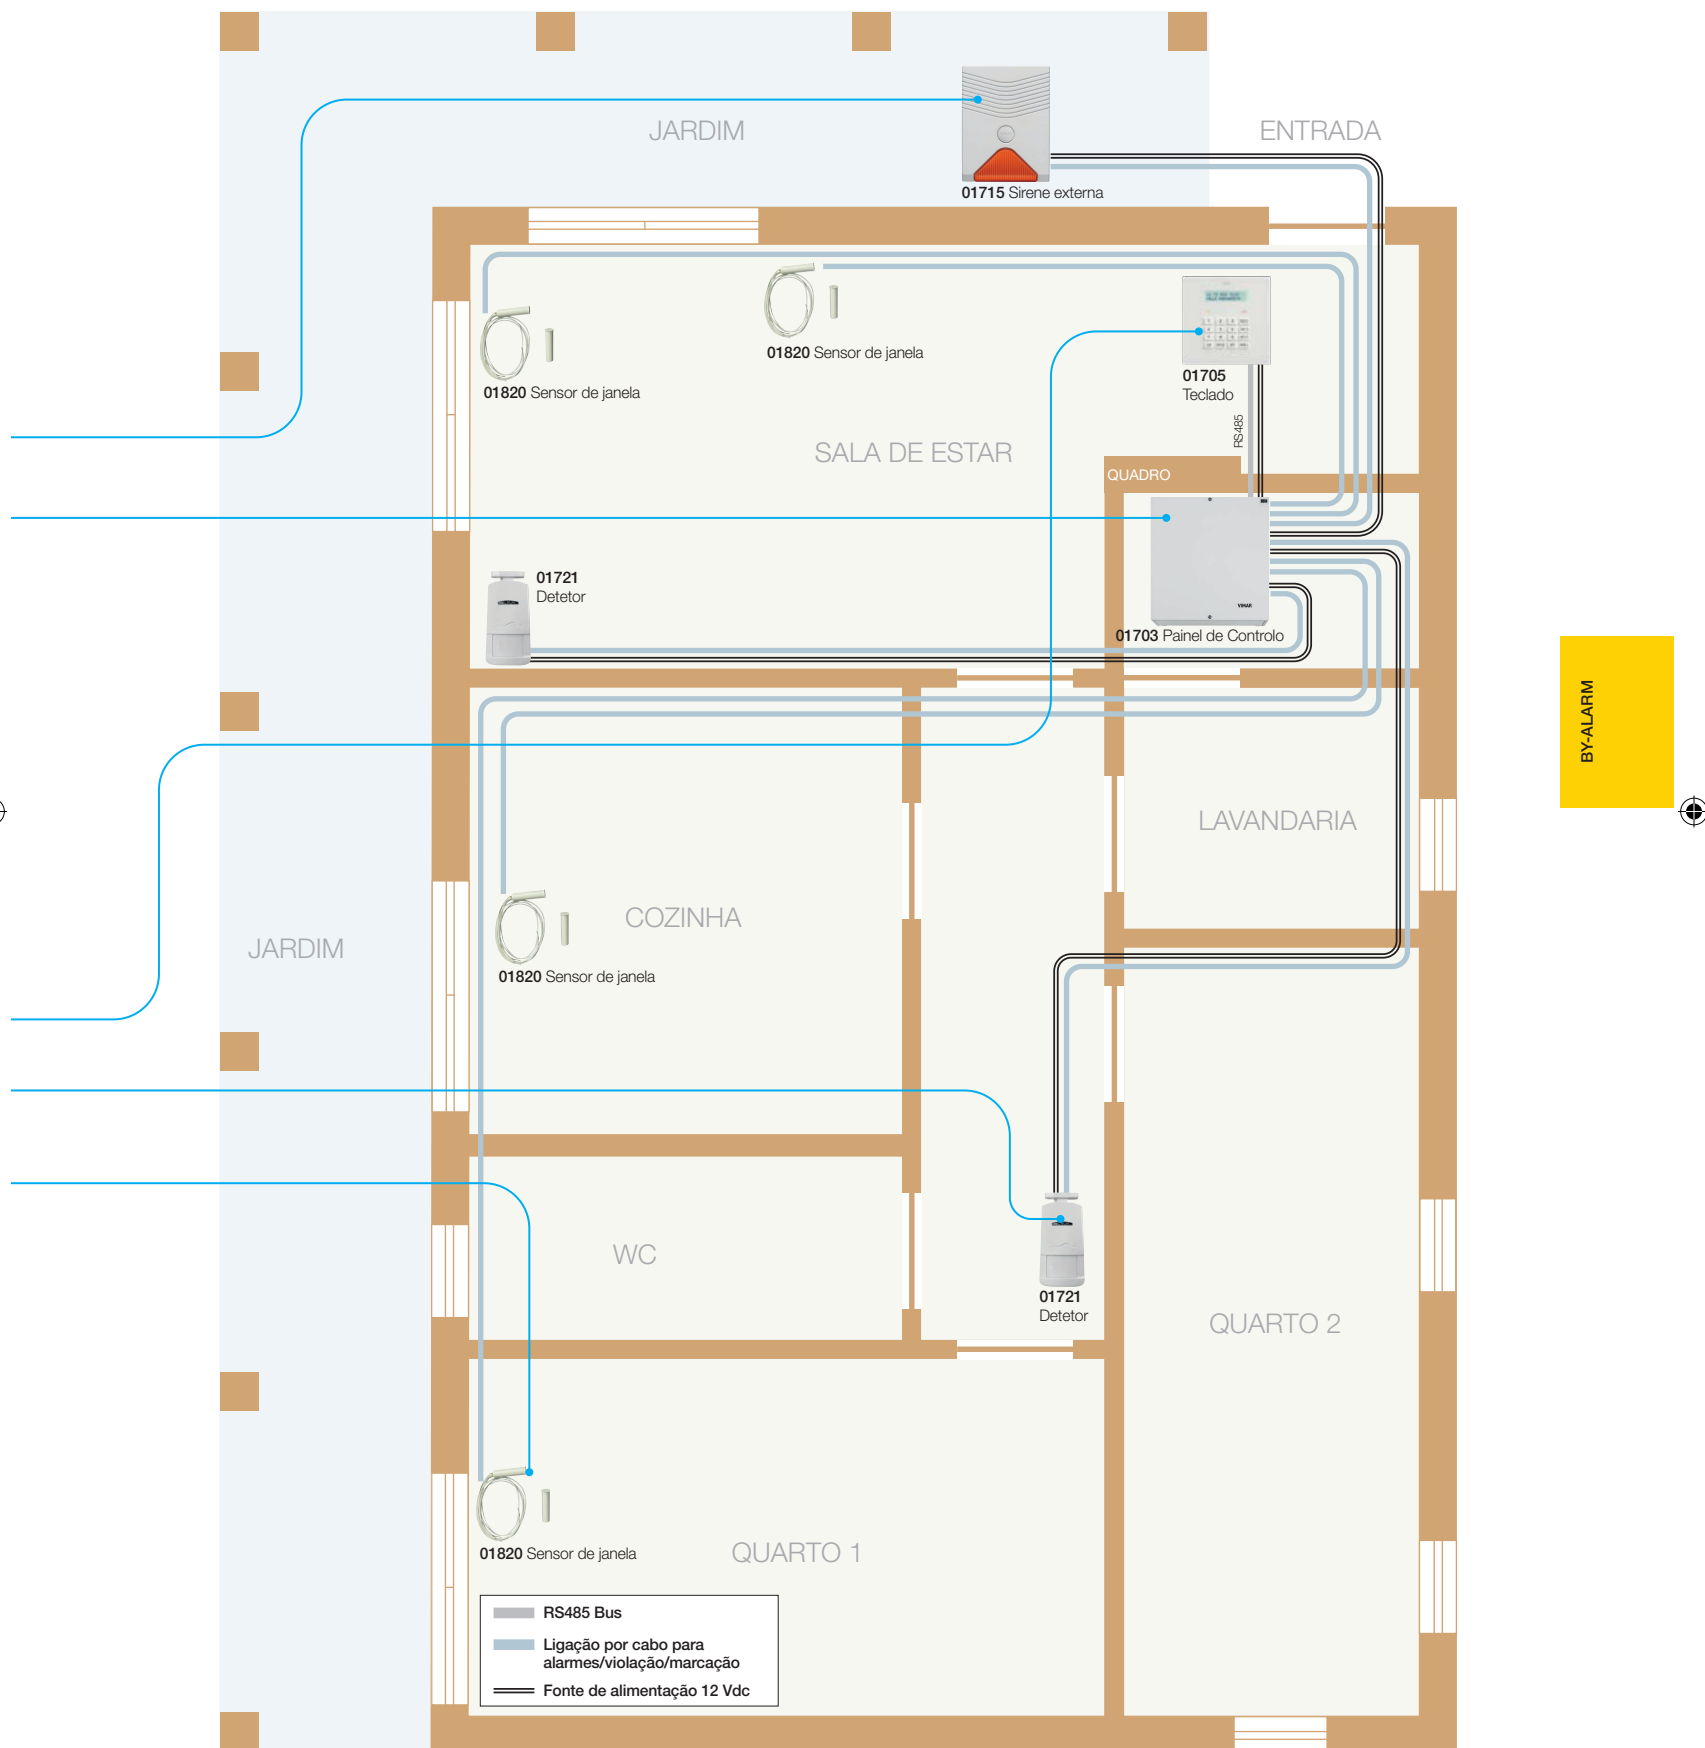 JARDIM
ENTRADA
01715 Sirene externa
01820 Sensor de janela
01820 Sensor de janela
01705
Teclado
RS485
SALA DE ESTAR
QUADRO
01721
Detetor
VIMAR
01703 Painel de Controlo
BY-ALARM
LAVANDARIA
COZINHA
JARDIM
01820 Sensor de janela
WC
01721
Detetor
QUARTO 2
01820 Sensor de janela
QUARTO 1
RS485 Bus
Ligação por cabo para
alarmes/violação/marcação
Fonte de alimentação 12 Vdc